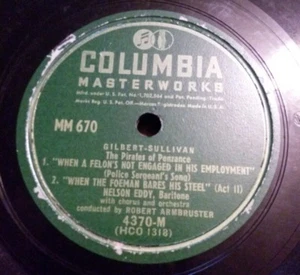 COLUMBIA
MASTERWORKS
MM 670
GILBERT-SULLIVAN
The Pirates of Penzance
1. "WHEN A FELON'S NOT ENGAGED IN HIS EMPLOYMENT"
(Police Sergeant's Song)
2. "WHEN THE FOEMAN BARES HIS STEEL" (Act II)
NELSON EDDY, Baritone
with chorus and orchestra
conducted by ROBERT ARMBRUSTER
4370-M
(HCO 1318)